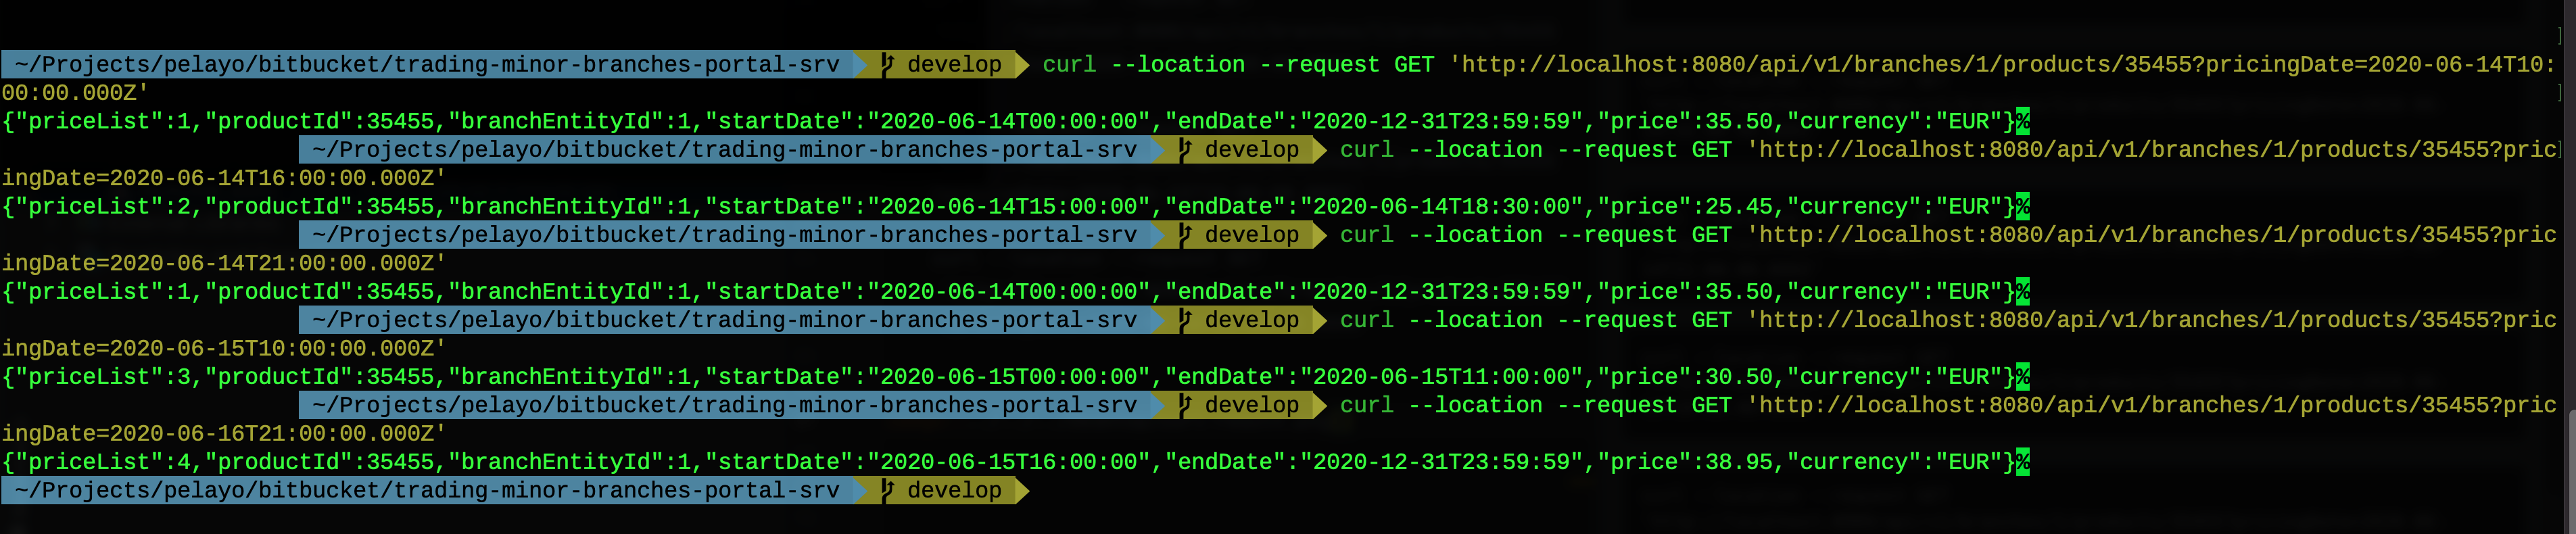 ~/Projects/pelayo/bitbucket/trading-minor-branches-portal-srv develop curl --location --request GET 'http://localhost:8080/api/v1/branches/1/products/35455?pricingDate=2020-06-14T10:
00:00.000Z'
{"priceList":1,"productId":35455,"branchEntityId":1,"startDate":"2020-06-14T00:00:00","endDate":"2020-12-31T23:59:59","price":35.50,"currency":"EUR"}%
~/Projects/pelayo/bitbucket/trading-minor-branches-portal-srv develop curl --location --request GET 'http://localhost:8080/api/v1/branches/1/products/35455?pric
ingDate=2020-06-14T16:00:00.000Z'
{"priceList":2,"productId":35455,"branchEntityId":1,"startDate":"2020-06-14T15:00:00","endDate":"2020-06-14T18:30:00","price":25.45,"currency":"EUR"}%
~/Projects/pelayo/bitbucket/trading-minor-branches-portal-srv develop curl --location --request GET 'http://localhost:8080/api/v1/branches/1/products/35455?pric
ingDate=2020-06-14T21:00:00.000Z'
{"priceList":1,"productId":35455,"branchEntityId":1,"startDate":"2020-06-14T00:00:00","endDate":"2020-12-31T23:59:59","price":35.50,"currency":"EUR"}%
~/Projects/pelayo/bitbucket/trading-minor-branches-portal-srv develop curl --location --request GET 'http://localhost:8080/api/v1/branches/1/products/35455?pric
ingDate=2020-06-15T10:00:00.000Z'
{"priceList":3,"productId":35455,"branchEntityId":1,"startDate":"2020-06-15T00:00:00","endDate":"2020-06-15T11:00:00","price":30.50,"currency":"EUR"}%
~/Projects/pelayo/bitbucket/trading-minor-branches-portal-srv develop curl --location --request GET 'http://localhost:8080/api/v1/branches/1/products/35455?pric
ingDate=2020-06-16T21:00:00.000Z'
{"priceList":4,"productId":35455,"branchEntityId":1,"startDate":"2020-06-15T16:00:00","endDate":"2020-12-31T23:59:59","price":38.95,"currency":"EUR"}%
~/Projects/pelayo/bitbucket/trading-minor-branches-portal-srv develop